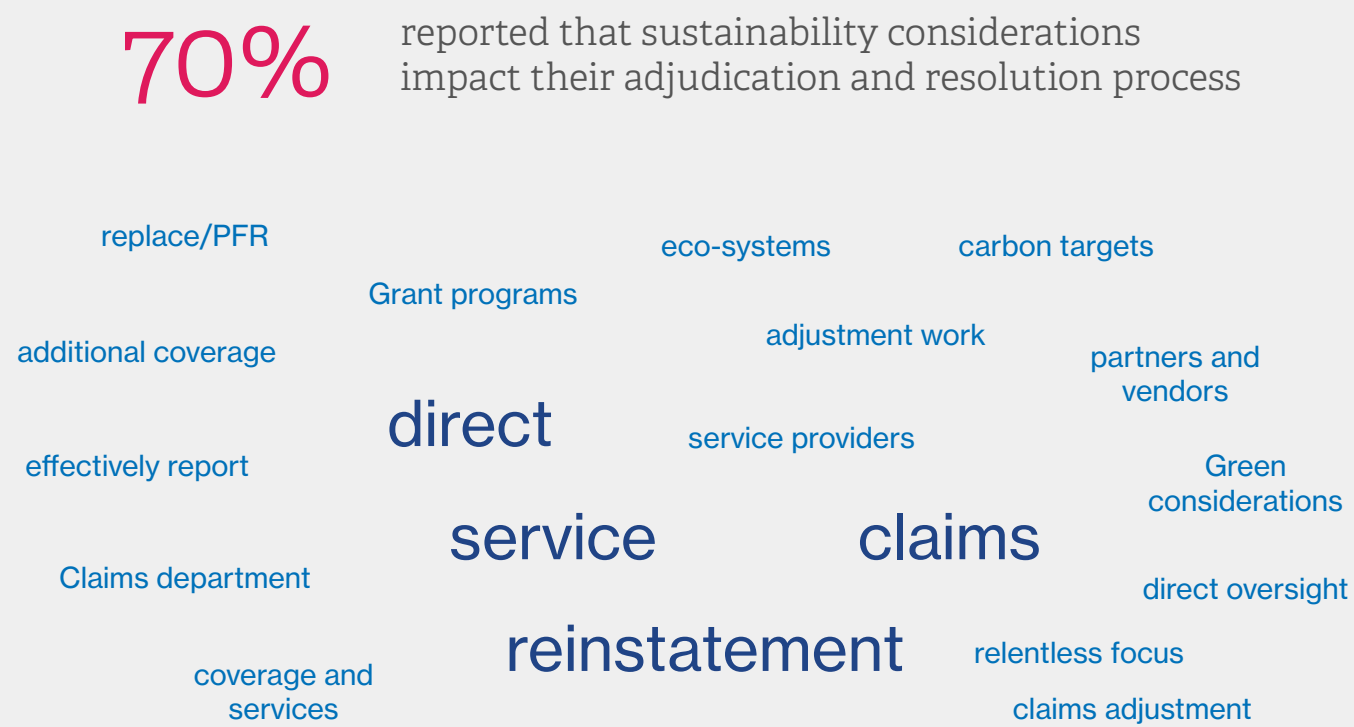 70%
reported that sustainability considerations
impact their adjudication and resolution process
replace/PFR
eco-systems
carbon targets
Grant programs
adjustment work
additional coverage
partners and
vendors
direct
service providers
effectively report
Green
considerations
service
claims
Claims department
direct oversight
reinstatement
relentless focus
coverage and
services
claims adjustment